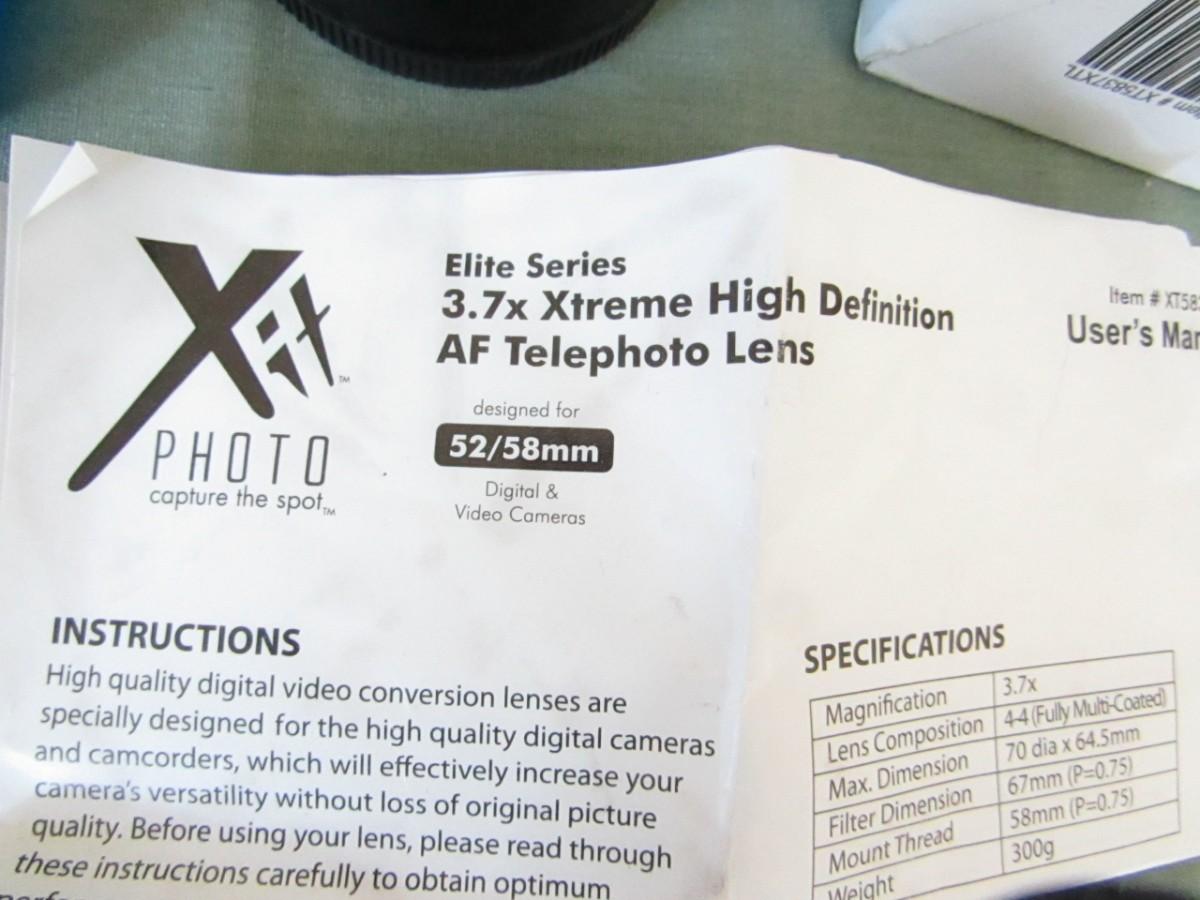 Item # XT5837XTL
Xit
TM
PHOTO
capture the spot TM
Elite Series
3.7x Xtreme High Definition
AF Telephoto Lens
designed for
52/58mm
Digital &
Video Cameras
Item #
User's
INSTRUCTIONS
High quality digital video conversion lenses are
specially designed for the high quality digital cameras
and camcorders, which will effectively increase your
camera's versatility without loss of original picture
quality. Before using your lens, please read through
these instructions carefully to obtain optimum
SPECIFICATIONS
Magnification 3.7x
Lens Composition 4-4 (Fully Multi-Coated)
Max. Dimension 70 dia x 64.5mm
Filter Dimension 67mm (P=0.75)
Mount Thread 58mm (P=0.75)
Weight 300g